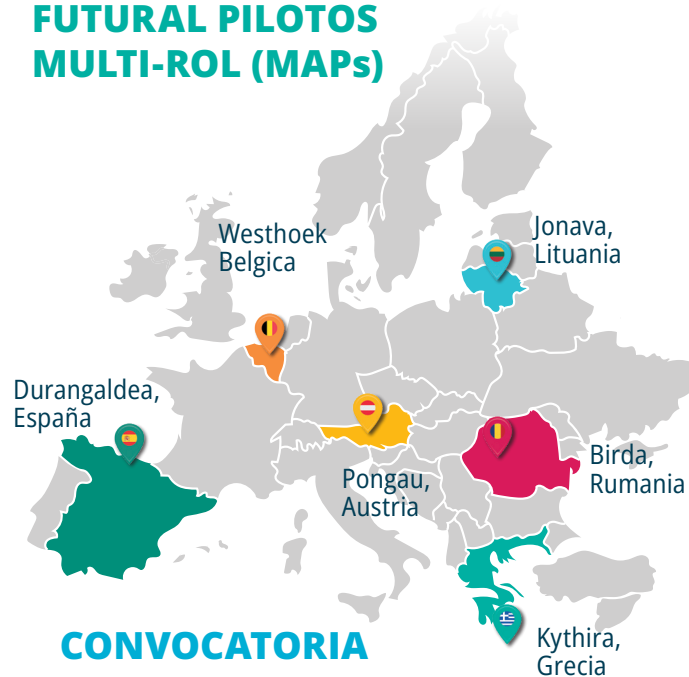 FUTURAL PILOTOS
MULTI-ROL (MAPs)
Westhoek
Belgica
Jonava,
Lituania
Durangaldea,
España
Pongau,
Austria
Birda,
Rumania
Kythira,
Grecia
CONVOCATORIA